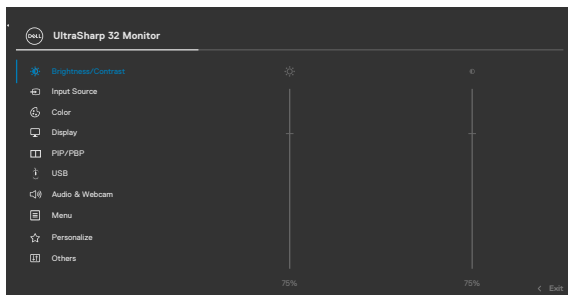 DELL
UltraSharp 32 Monitor
Brightness/Contrast
Input Source
Color
Display
PIP/PBP
USB
Audio & Webcam
Menu
Personalize
Others
75%
75%
Exit